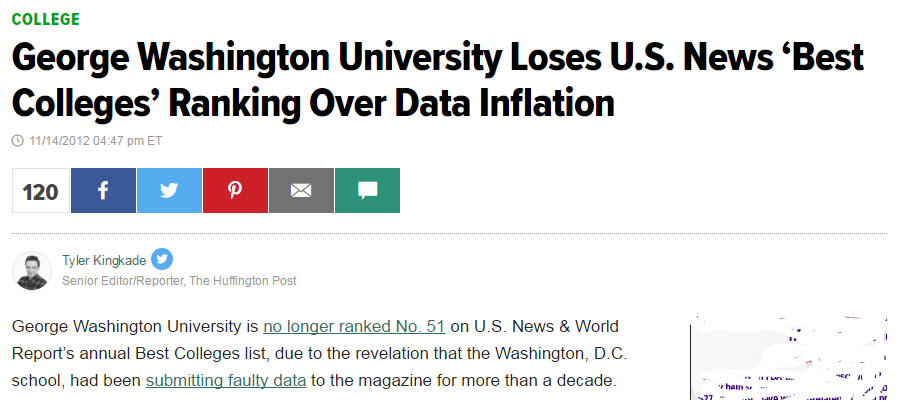 COLLEGE
George Washington University Loses U.S. News ‘Best
Colleges’ Ranking Over Data Inflation
11/14/2012 04:47 pm ET
120
Tyler Kingkade
Senior Editor/Reporter, The Huffington Post
George Washington University is no longer ranked No. 51 on U.S. News & World
Report’s annual Best Colleges list, due to the revelation that the Washington, D.C.
school, had been submitting faulty data to the magazine for more than a decade.